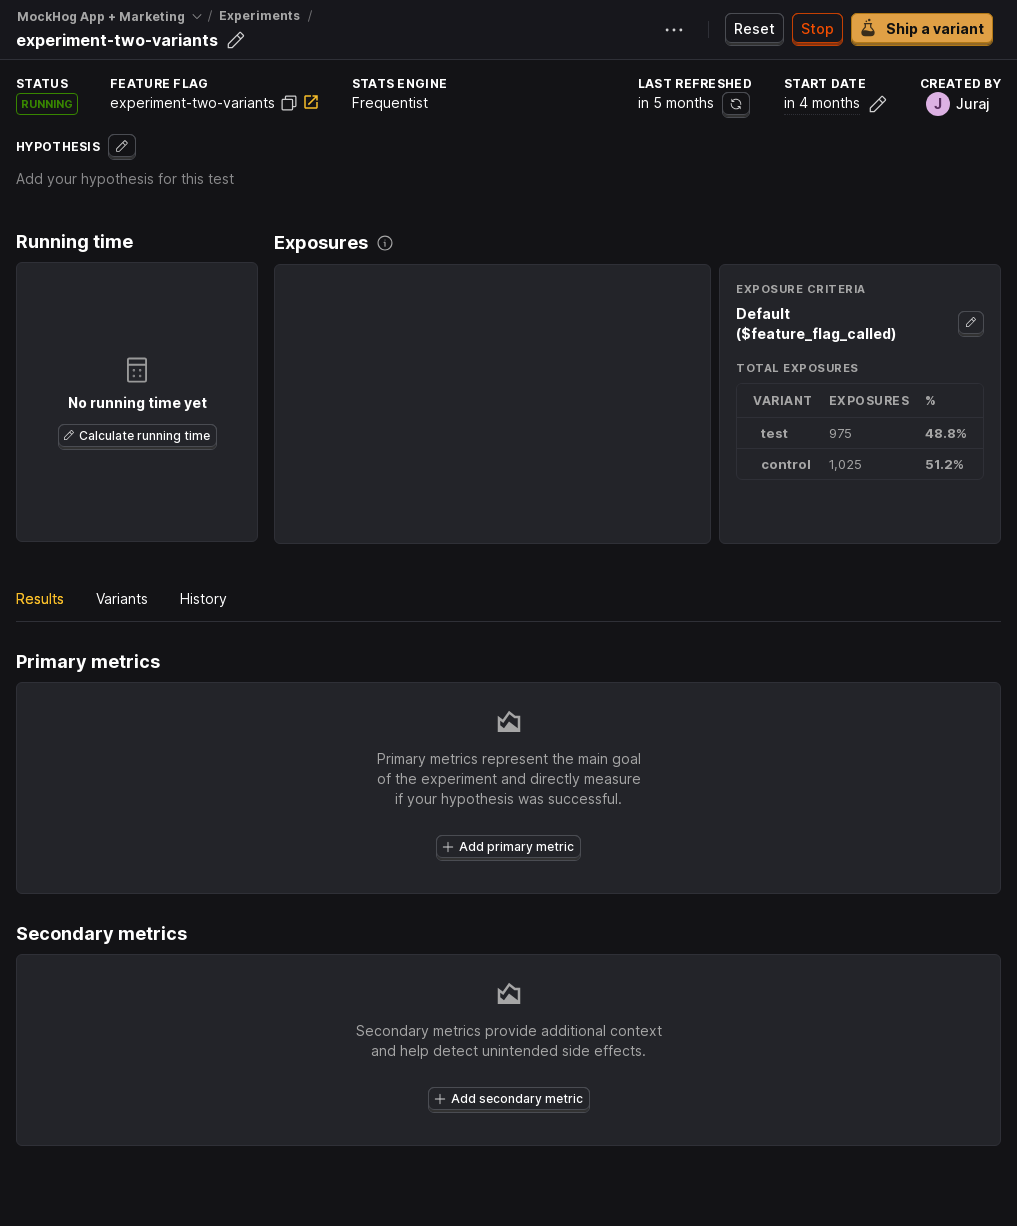 MockHog App + Marketing / Experiments /
experiment-two-variants
Reset
Stop
Ship a variant
STATUS
RUNNING
FEATURE FLAG
experiment-two-variants
STATS ENGINE
Frequentist
LAST REFRESHED
in 5 months
START DATE
in 4 months
CREATED BY
J Juraj
HYPOTHESIS
Add your hypothesis for this test
Running time
No running time yet
Calculate running time
Exposures
EXPOSURE CRITERIA
Default
($feature_flag_called)
TOTAL EXPOSURES
VARIANT EXPOSURES %
test 975 48.8%
control 1,025 51.2%
Results Variants History
Primary metrics
Primary metrics represent the main goal
of the experiment and directly measure
if your hypothesis was successful.
Add primary metric
Secondary metrics
Secondary metrics provide additional context
and help detect unintended side effects.
Add secondary metric